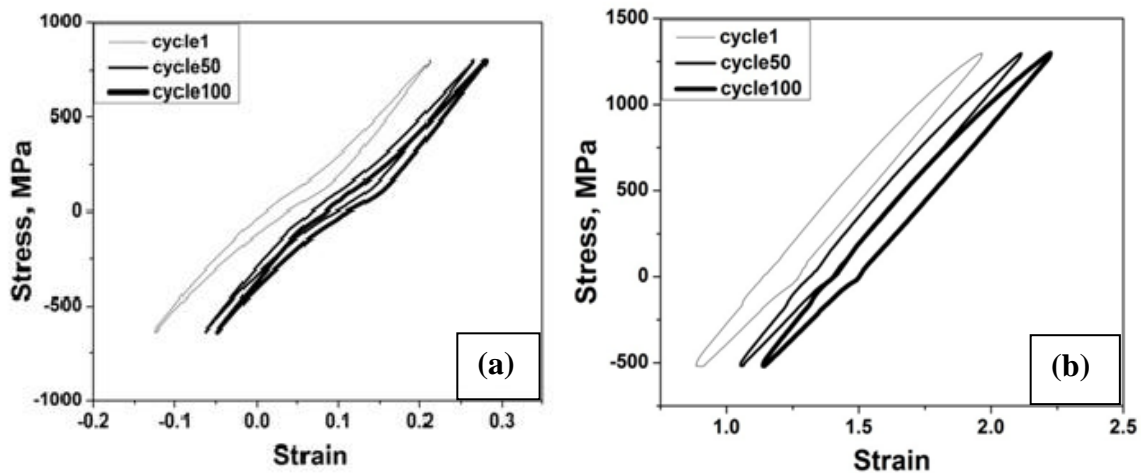 1000
500
0
-500
-1000
Stress, MPa
cycle1
cycle50
cycle100
(a)
-0.2 -0.1 0.0 0.1 0.2 0.3
Strain
1500
1000
500
0
-500
Stress, MPa
cycle1
cycle50
cycle100
(b)
1.0 1.5 2.0 2.5
Strain